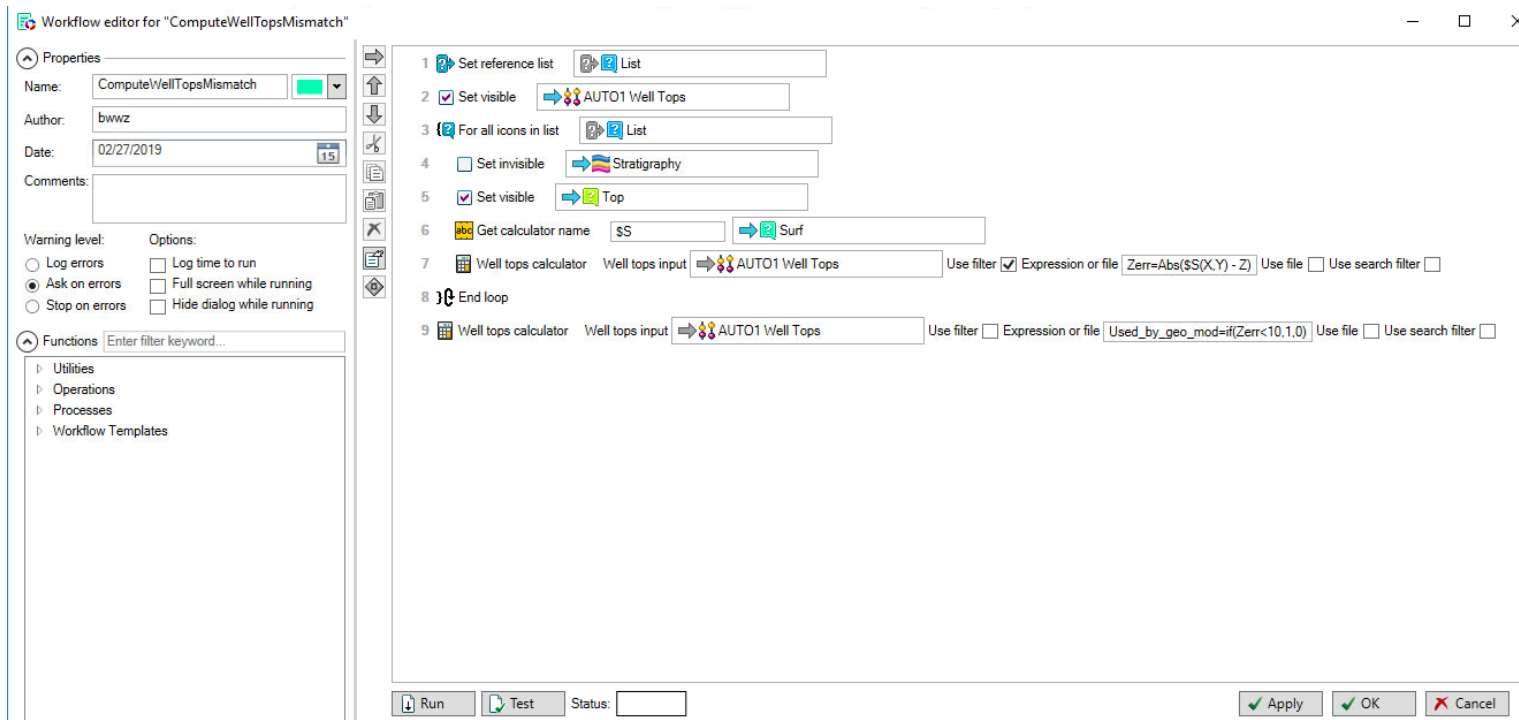 Workflow editor for "ComputeWellTopsMismatch"
Properties
Name: ComputeWellTopsMismatch
Author: bwwz
Date: 02/27/2019 15
Comments:
Warning level: Options:
Log errors Log time to run
Ask on errors Full screen while running
Stop on errors Hide dialog while running
Functions Enter filter keyword...
Utilities
Operations
Processes
Workflow Templates
1 Set reference list List
2 Set visible AUTO1 Well Tops
3 For all icons in list List
4 Set invisible Stratigraphy
5 Set visible Top
6 abc Get calculator name $S Surf
7 Well tops calculator Well tops input AUTO1 Well Tops Use filter Expression or file Zerr=Abs($S(X,Y) - Z) Use file Use search filter
8 End loop
9 Well tops calculator Well tops input AUTO1 Well Tops Use filter Expression or file Used_by_geo_mod=if(Zerr<10,1,0) Use file Use search filter
Run Test Status: Apply OK Cancel